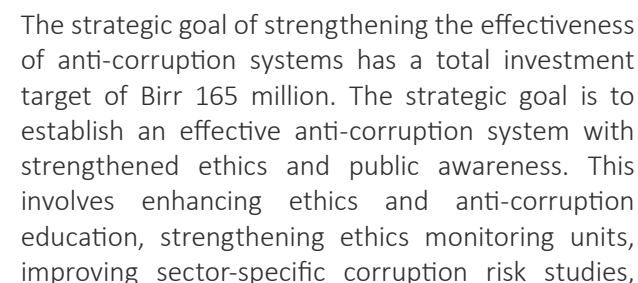 The strategic goal of strengthening the effectiveness
of anti-corruption systems has a total investment
target of Birr 165 million. The strategic goal is to
establish an effective anti-corruption system with
strengthened ethics and public awareness. This
involves enhancing ethics and anti-corruption
education, strengthening ethics monitoring units,
improving sector-specific corruption risk studies,